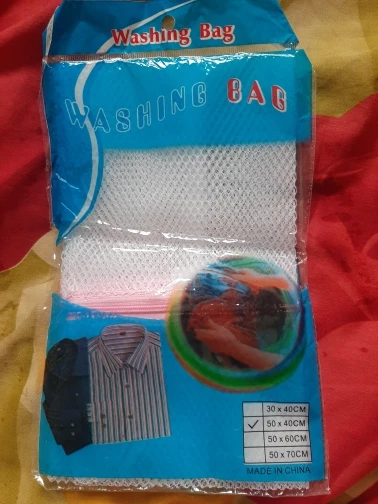 Washing Bag
WASHING BAG
30 x 40CM
50 x 40CM
50 x 60CM
50 x 70CM
MADE IN CHINA